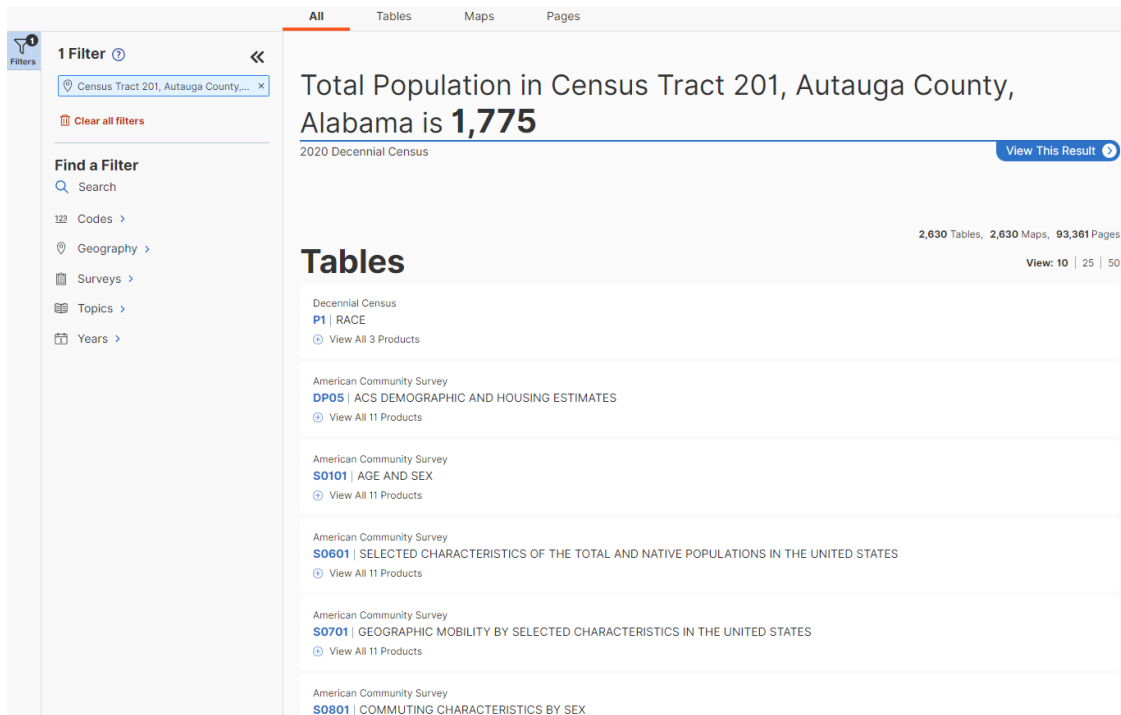 All Tables Maps Pages
1
Filters
1 Filter ?
Census Tract 201, Autauga County,... ×
Clear all filters
Find a Filter
Search
123 Codes
Geography
Surveys
Topics
1 Years
Total Population in Census Tract 201, Autauga County,
Alabama is 1,775
2020 Decennial Census
View This Result
2,630 Tables, 2,630 Maps, 93,361 Pages
Tables
View: 10 | 25 | 50
Decennial Census
P1 | RACE
View All 3 Products
American Community Survey
DP05 | ACS DEMOGRAPHIC AND HOUSING ESTIMATES
View All 11 Products
American Community Survey
S0101 | AGE AND SEX
View All 11 Products
American Community Survey
S0601 | SELECTED CHARACTERISTICS OF THE TOTAL AND NATIVE POPULATIONS IN THE UNITED STATES
View All 11 Products
American Community Survey
S0701 | GEOGRAPHIC MOBILITY BY SELECTED CHARACTERISTICS IN THE UNITED STATES
View All 11 Products
American Community Survey
S0801 | COMMUTING CHARACTERISTICS BY SEX